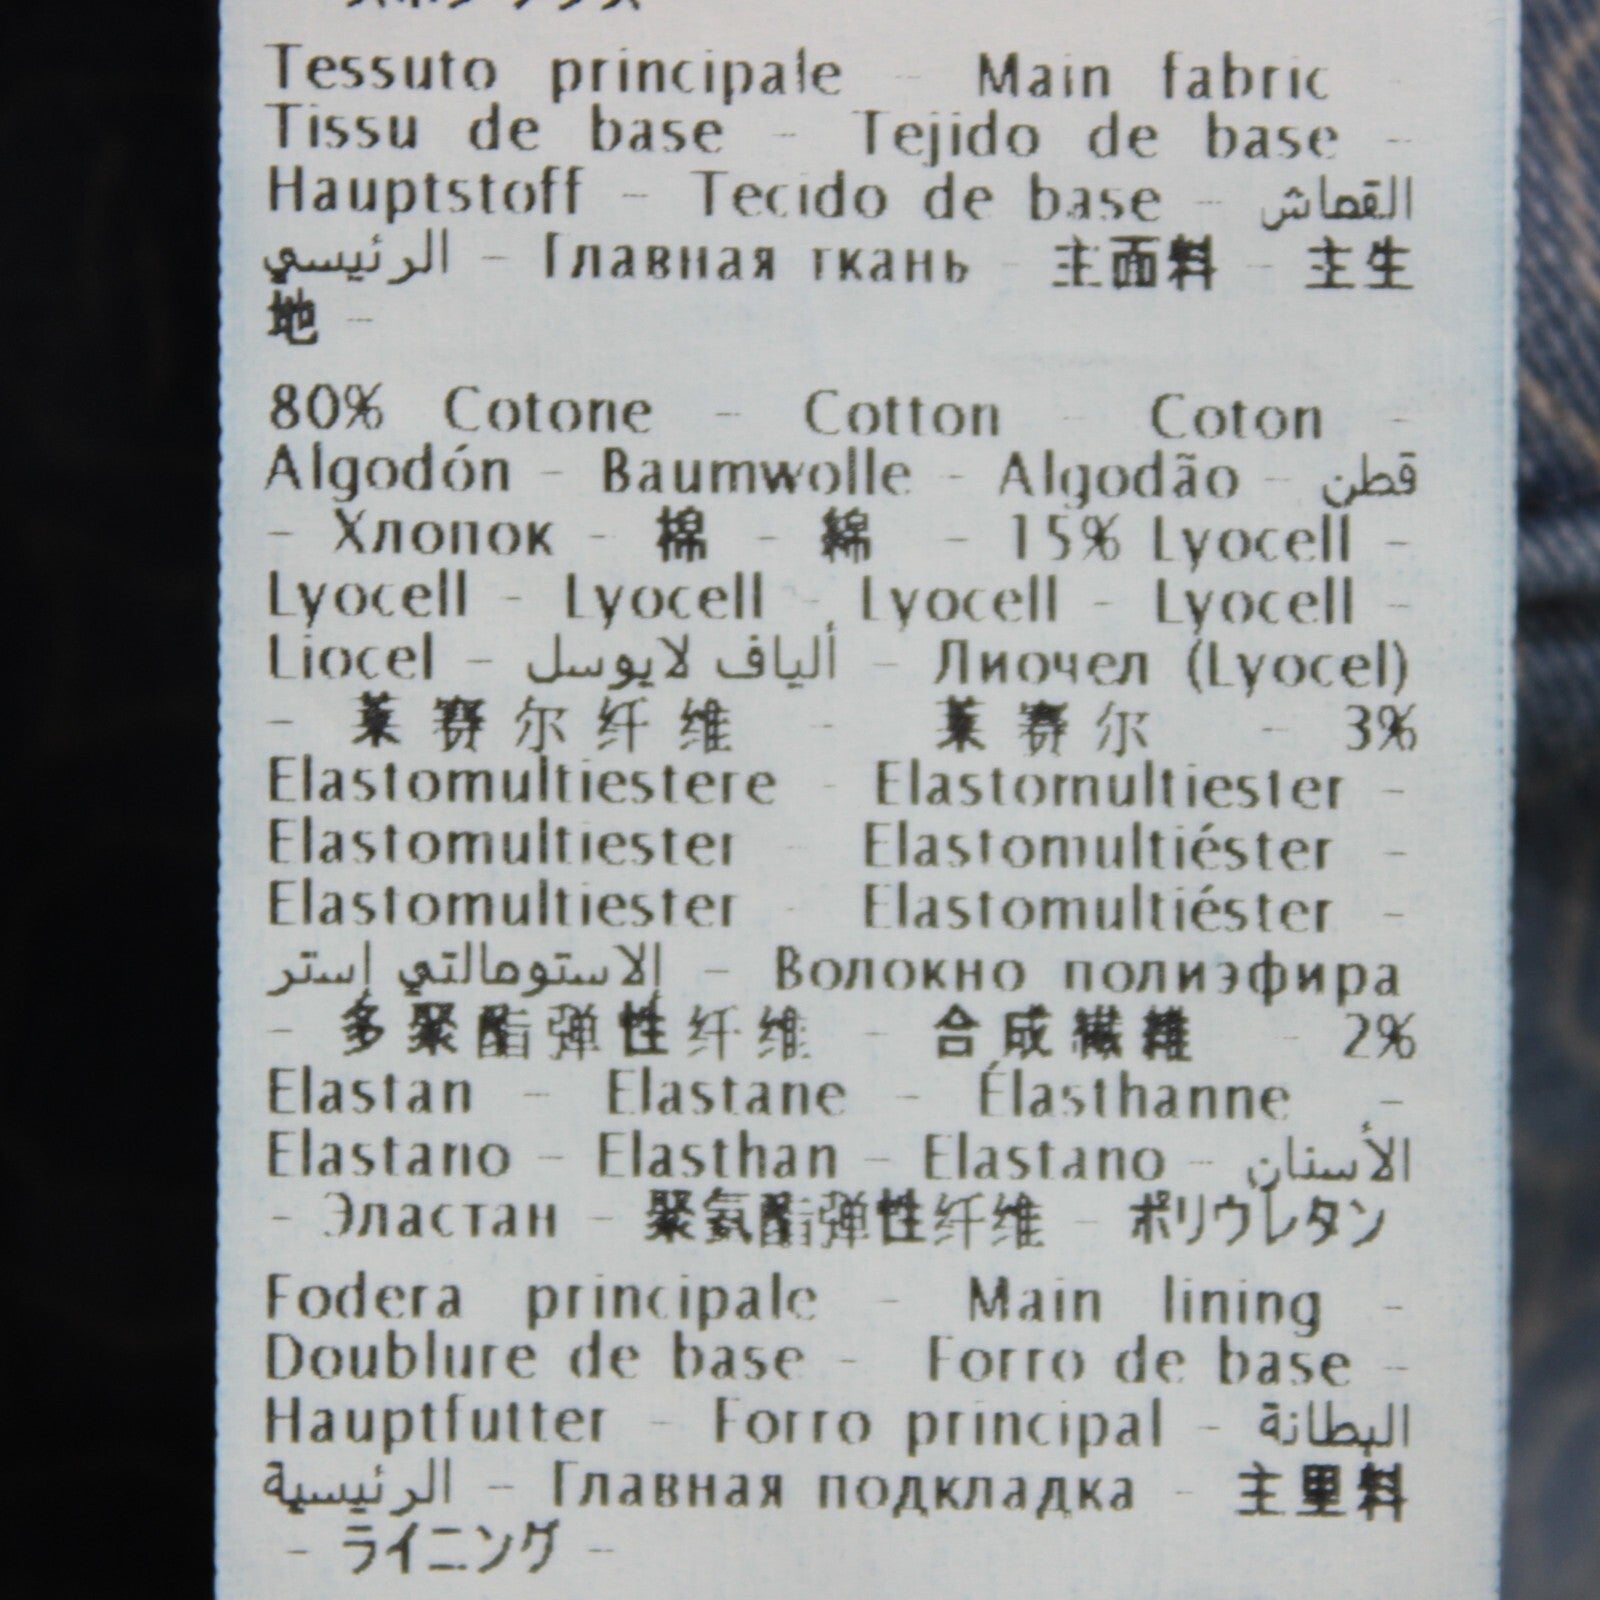 Tessuto principale - Main fabric
Tissu de base - Tejido de base -
Hauptstoff - Tecido de base - القماش
الرئيسي - Главная ткань - 主面料 - 主生
地 -
80% Cotone - Cotton - Coton -
Algodón - Baumwolle - Algodão - قطن
- Хлопок - 棉 - 綿 - 15% Lyocell -
Lyocell - Lyocell - Lyocell - Lyocell -
Liocel - ألياف لايوسل - Лиочел (Lyocel)
- 莱赛尔纤维 - 莱赛尔 - 3%
Elastomultiestere - Elastomultiester -
Elastomultiester Elastomultiéster -
Elastomultiester - Elastomultiéster -
الاستومالتي إستر - Волокно полиэфира
- 多聚酯弹性纤维 - 合成繊維 - 2%
Elastan - Elastane - Élasthanne -
Elastano - Elasthan - Elastano - الأسنان
- Эластан - 聚氨酯弹性纤维 - ポリウレタン
Fodera principale - Main lining -
Doublure de base - Forro de base -
Hauptfutter - Forro principal - البطانة
الرئيسية - Главная подкладка - 主里料
- ライニング -